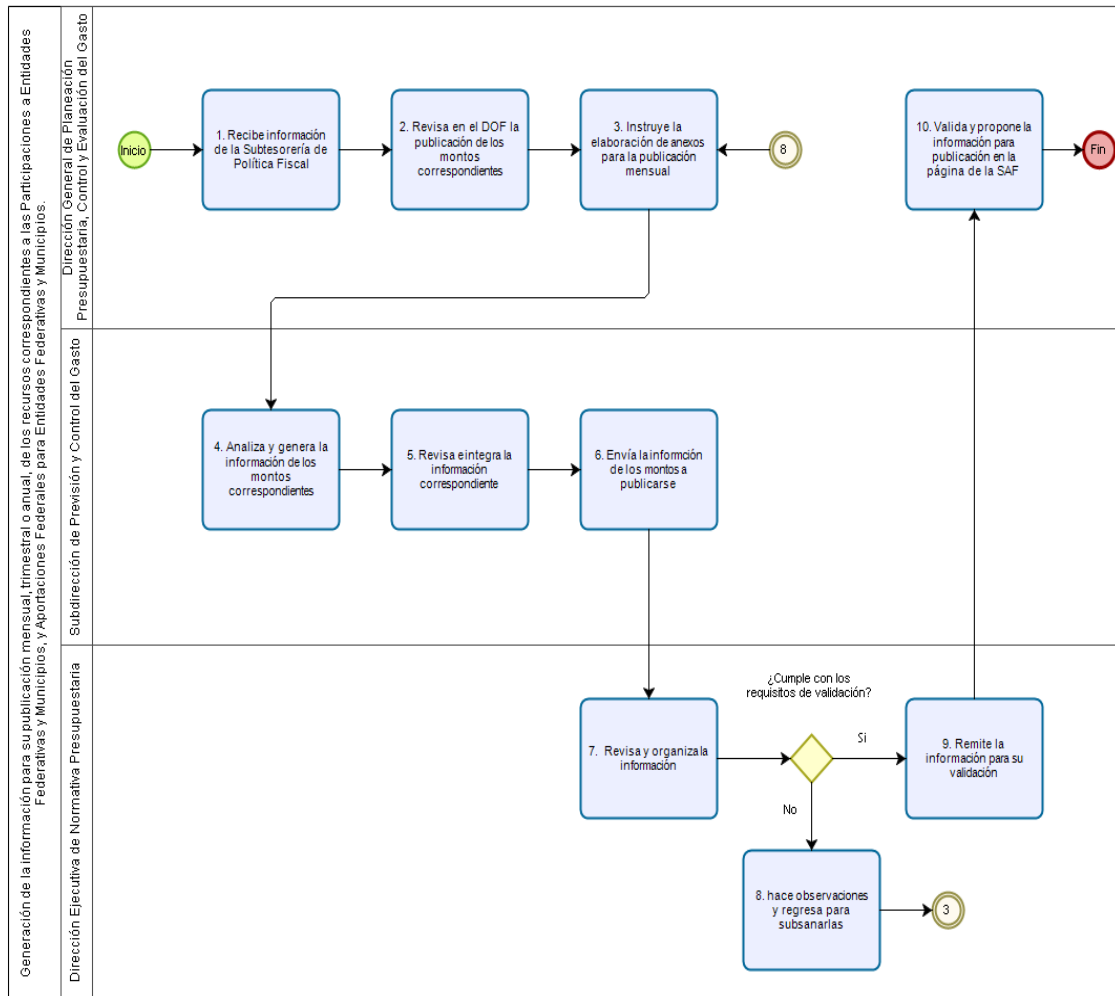 Generación de la información para su publicación mensual, trimestral o anual, de los recursos correspondientes a las Participaciones a Entidades
Federativas y Municipios, y Aportaciones Federales para Entidades Federativas y Municipios.
Dirección General de Planeación
Presupuestaria, Control y Evaluación del Gasto
Inicio
1. Recibe información
de la Subtesorería de
Política Fiscal
2. Revisa en el DOF la
publicación de los
montos
correspondientes
3. Instruye la
elaboración de anexos
para la publicación
mensual
8
10. Valida y propone la
información para
publicación en la
página de la SAF
Fin
Subdirección de Previsión y Control del Gasto
4. Analiza y genera la
información de los
montos
correspondientes
5. Revisa e integra la
información
correspondiente
6. Envía la informción
de los montos a
publicarse
Dirección Ejecutiva de Normativa Presupuestaria
7. Revisa y organiza la
información
¿Cumple con los
requisitos de validación?
Si
No
9. Remite la
información para su
validación
8. hace observaciones
y regresa para
subsanarlas
3